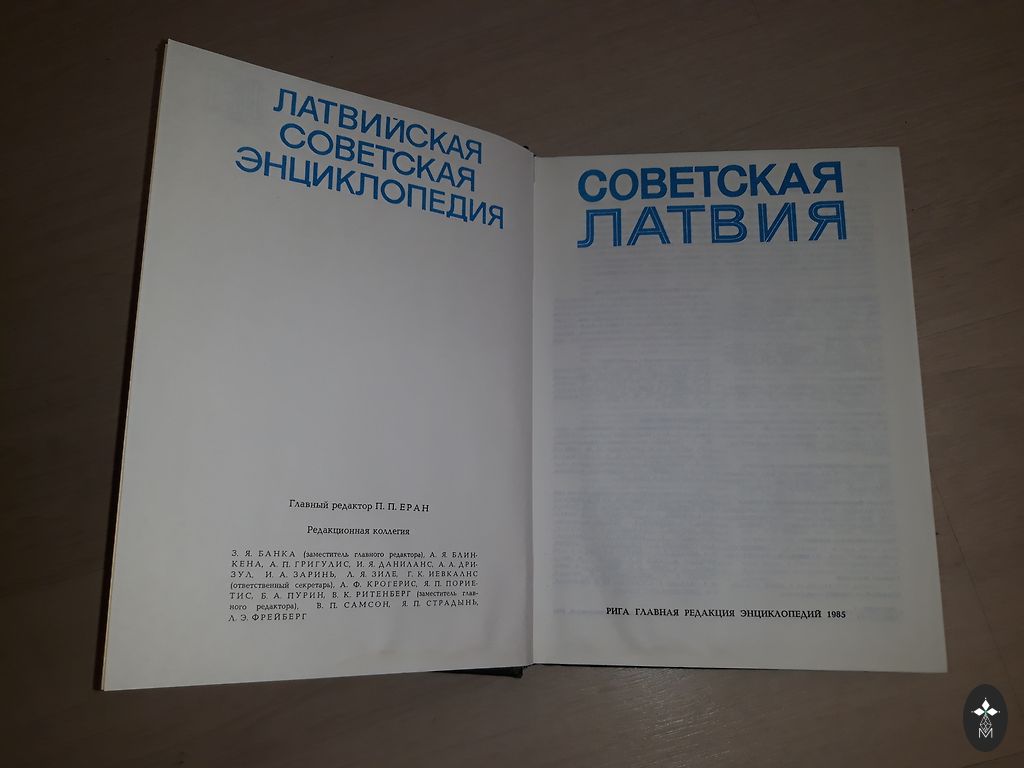 ЛАТВИЙСКАЯ
СОВЕТСКАЯ
ЭНЦИКЛОПЕДИЯ
Главный редактор П. П. ЕРАН
Редакционная коллегия
З. Я. БАНКА (заместитель главного редактора), А. Я. БЛИН-
КЕНА, А. П. ГРИГУЛИС, И. Я. ДАНИЛАНС, А. А. ДРИ-
ЗУЛ, И. А. ЗАРИНЬ, Л. Я. ЗИЛЕ, Г. К. ИЕВКАЛНС
(ответственный секретарь), А. Ф. КРОГЕРИС, Я. П. ПОРИЕ-
ТИС, Б. А. ПУРИН, В. К. РИТЕНБЕРГ (заместитель глав-
ного редактора), В. П. САМСОН, Я. П. СТРАДЫНЬ,
Л. Э. ФРЕЙБЕРГ
СОВЕТСКАЯ
ЛАТВИЯ
РИГА ГЛАВНАЯ РЕДАКЦИЯ ЭНЦИКЛОПЕДИЙ 1985
М